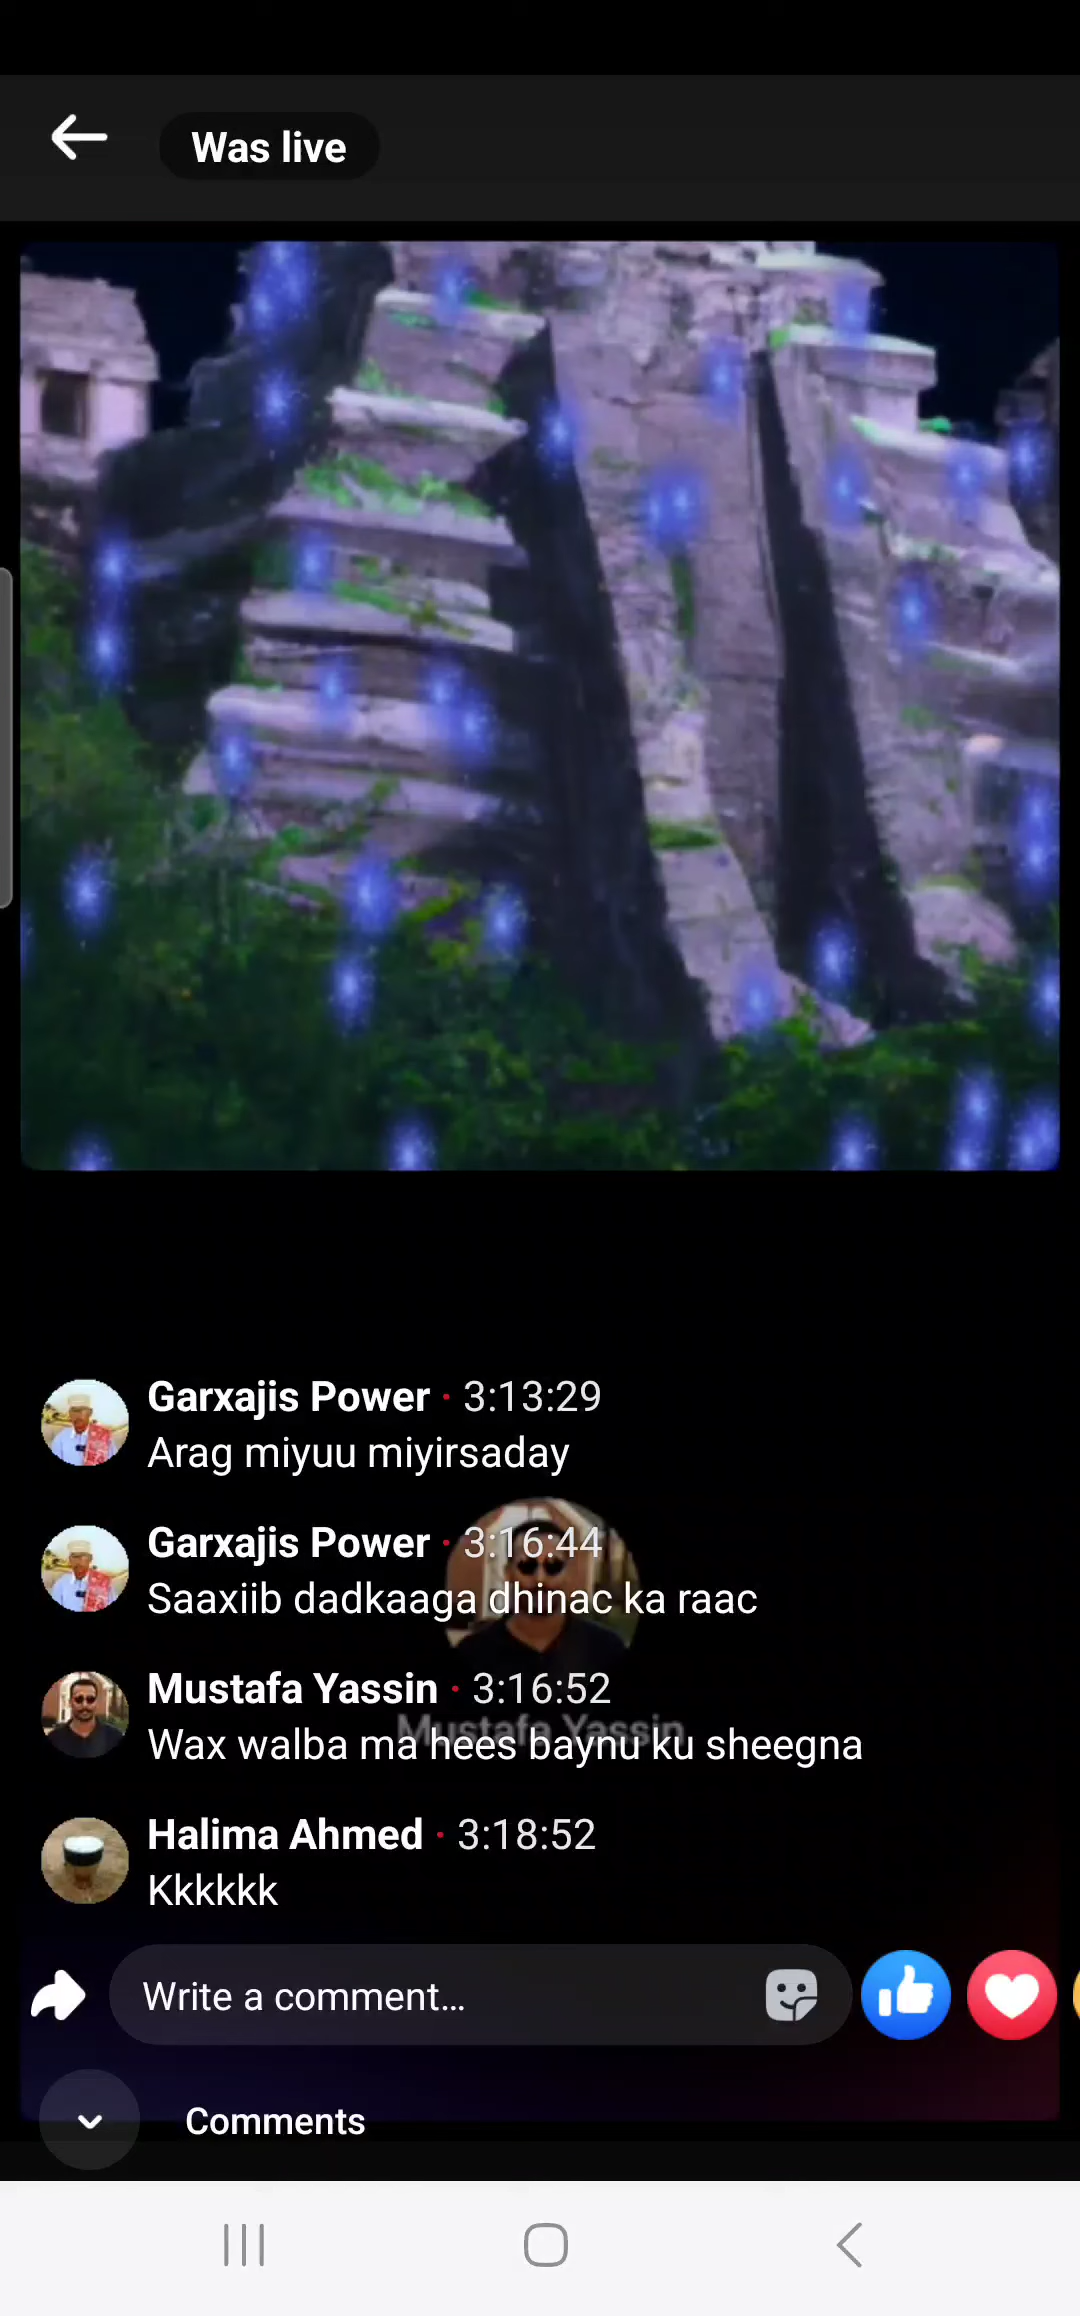 Was live
Garxajis Power · 3:13:29
Arag miyuu miyirsaday
Garxajis Power · 3:16:44
Saaxiib dadkaaga dhinac ka raac
Mustafa Yassin · 3:16:52
Mustafa Yassin
Wax walba ma hees baynu ku sheegna
Halima Ahmed · 3:18:52
Kkkkkk
Write a comment...
Comments